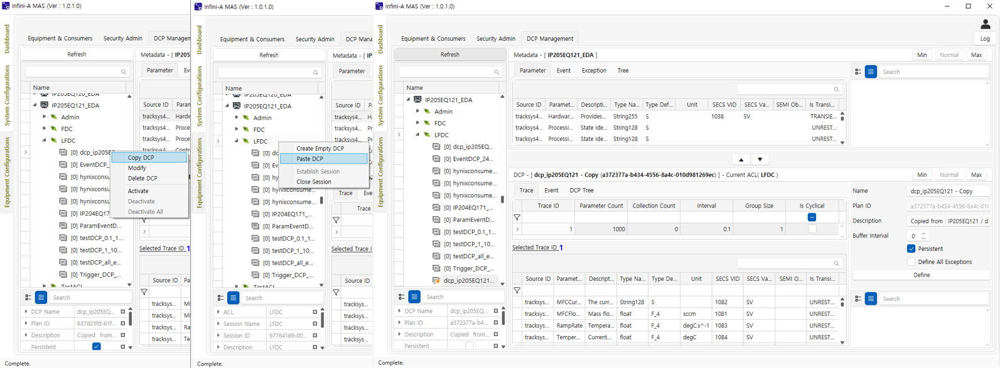 Infini-A MAS (Ver : 1.0.1.0)
Dashboard
System Configurations
Equipment Configurations
Equipment & Consumers
Security Admin
DCP Managem
Refresh
Metadata - [ IP205
Parameter
Ev
Name
IP205EQ120_EDA
IP205EQ121_EDA
Admin
FDC
LFDC
[0] dcp_ip205E
[0] EventDCP_
[0] hynixconsu
[0] hynixconsu
[0] hynixconsu
[0] IP204EQ171
[0] ParamEventD...
[0] testDCP_0.1_1...
[0] testDCP_1_10...
[0] testDCP_all_e...
[0] Trigger_DCP_...
TestACL
Copy DCP
Modify
Delete DCP
Activate
Deactivate
Deactivate All
Source ID
Param
tracksys4...
Hardw
tracksys4...
Proce
tracksys4...
Proce
tracksys4...
Contro
Selected Trace ID 1
Source ID
Pa
tracksys...
MF
tracksys...
MF
tracksys...
Ra
tracksys...
Te
Search
DCP Name
dcp_ip205EQ...
Plan ID
637d23fd-61f...
Description
Copied from...
Persistent
Complete.
Infini-A MAS (Ver : 1.0.1.0)
Dashboard
System Configurations
Equipment Configurations
Equipment & Consumers
Security Admin
DCP Mana
Refresh
Metadata - [ IP
Parameter
Name
IP205EQ120_EDA
IP205EQ121_EDA
Admin
FDC
LFDC
[0] dc
[0] Ev
[0] hy
[0] hy
[0] hynixconsume...
[0] hynixconsume...
[0] IP204EQ171_...
[0] ParamEventD...
[0] testDCP_0.1_1...
[0] testDCP_1_10...
[0] testDCP_all_e...
[0] Trigger_DCP_...
TestACL
Create Empty DCP
Paste DCP
Establish Session
Close Session
Source ID
tracksys4...
tracksys4...
Trace
Eve
Trace
Selected Trace I
Source ID
tracksys...
tracksys...
tracksys...
tracksys...
Search
ACL
LFDC
Session Name
LFDC
Session ID
67764169-00...
Description
LFDC
Complete.
Infini-A MAS (Ver : 1.0.1.0)
Dashboard
System Configurations
Equipment Configurations
Equipment & Consumers
Security Admin
DCP Management
Log
Refresh
Name
IP205EQ121_EDA
Admin
FDC
LFDC
[0] dcp_ip205EQ...
[0] EventDCP_24...
[0] hynixconsume...
[0] hynixconsume...
[0] hynixconsume...
[0] IP204EQ171_...
[0] ParamEventD...
[0] testDCP_0.1_1...
[0] testDCP_1_10...
[0] testDCP_all_e...
[0] Trigger_DCP_...
dcp_ip205EQ121...
Search
DCP Name
dcp_ip205EQ...
Plan ID
a372377a-b4...
Description
Copied from...
Persistent
Complete.
Metadata - [ IP205EQ121_EDA ]
Min Normal Max
Parameter Event Exception Tree
Search
Source ID Paramet... Descripti... Type Na... Type Def... Unit SECS VID SECS Va... SEMI Ob... Is Transi...
tracksys4... Hardwar... Provides... String255 S 1038 SV TRANSIE...
tracksys4... Processi... State ide... String128 S UNREST...
tracksys4... Processi... State ide... String128 S UNREST...
DCP - [ dcp_ip205EQ121 - Copy (a372377a-b434-4556-8a4c-010d981269ec) ] - Current ACL( LFDC )
Min Normal Max
Trace Event DCP Tree
Trace ID Parameter Count Collection Count Interval Group Size Is Cyclical
1 1000 0 0.1 1
Selected Trace ID 1
Source ID Paramet... Descript... Type Na... Type De... Unit SECS VID SECS Va... SEMI O... Is Transi...
tracksys... MFCCur... The curr... String128 S 1082 SV UNREST...
tracksys... MFCFlo... Mass flo... float F_4 sccm 1081 SV UNREST...
tracksys... RampRate Tempera... float F_4 degC.s^-1 1083 SV UNREST...
tracksys... Temper... Current... float F_4 degC 1084 SV UNREST...
Name
dcp_ip205EQ121 - Copy
Plan ID
a372377a-b434-4556-8a4c-010
Description
Copied from : IP205EQ121 / d
Buffer Interval
0
Persistent
Define All Exceptions
Define
Search